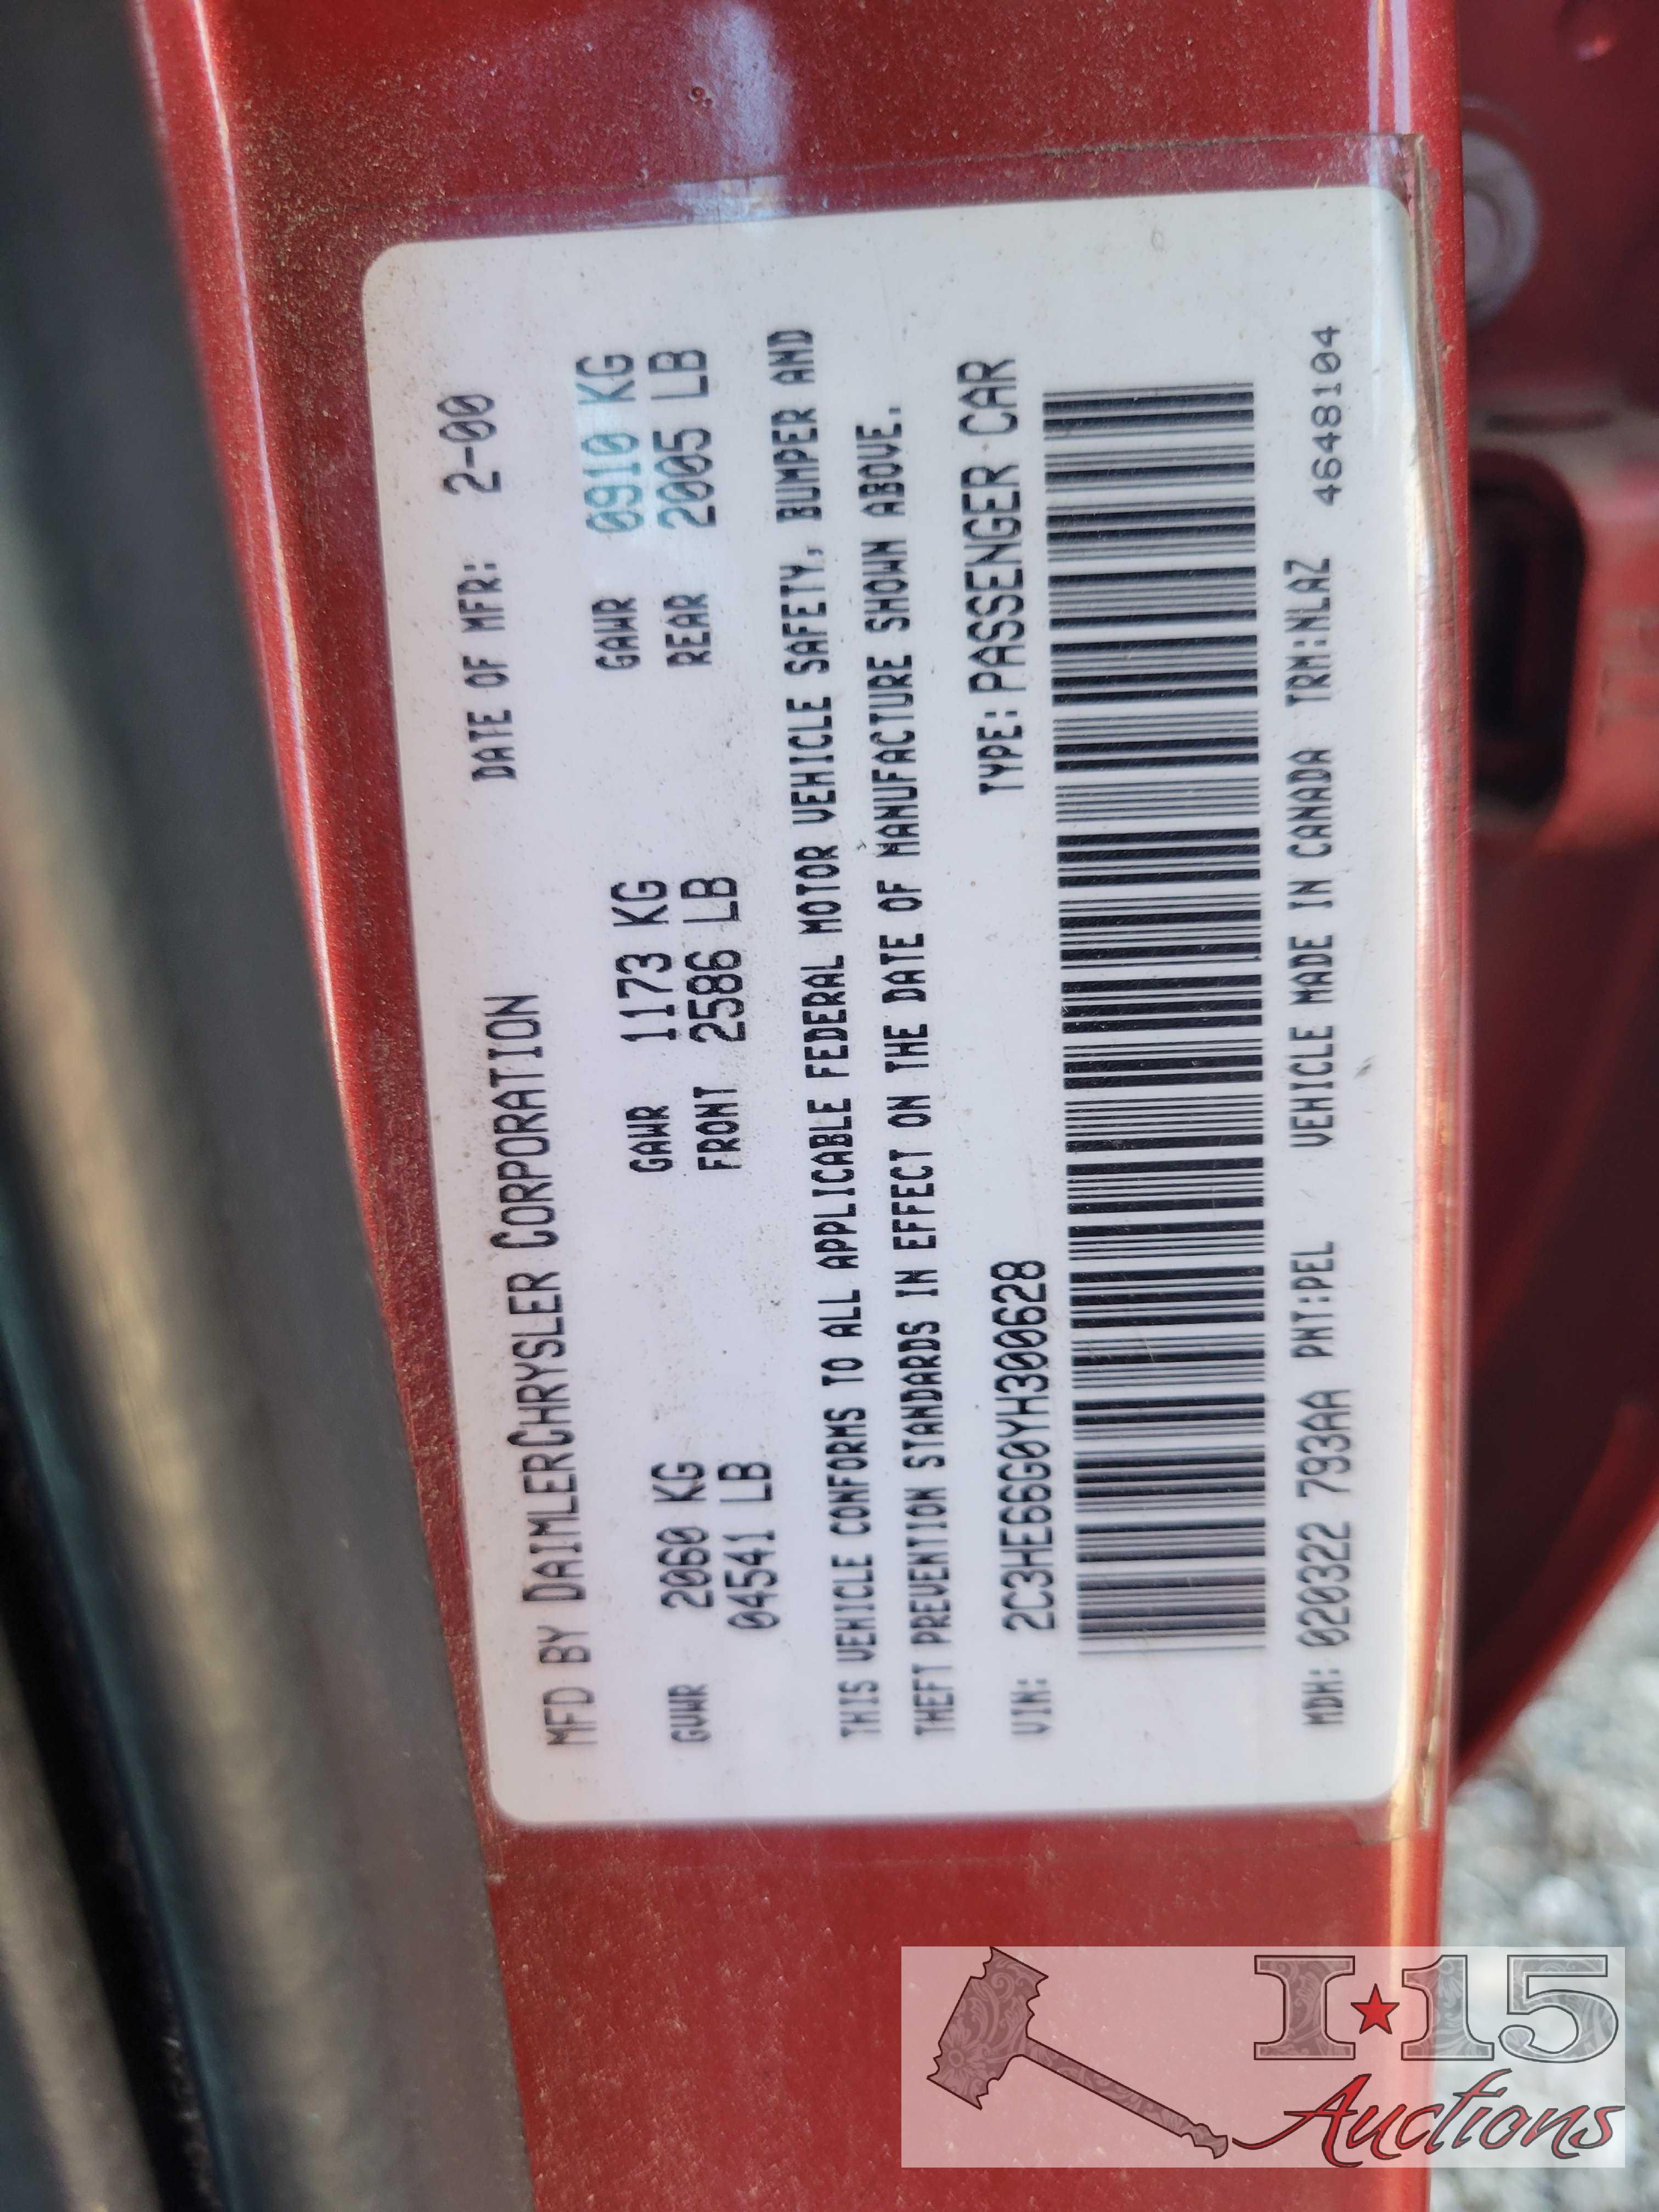 MFD BY DAIMLERCHRYSLER CORPORATION DATE OF MFR: 2-00
GVWR 2060 KG GAWR 1173 KG GAWR 0910 KG
04541 LB FRONT 2586 LB REAR 2005 LB
THIS VEHICLE CONFORMS TO ALL APPLICABLE FEDERAL MOTOR VEHICLE SAFETY, BUMPER AND
THEFT PREVENTION STANDARDS IN EFFECT ON THE DATE OF MANUFACTURE SHOWN ABOVE.
VIN: 2C3HE66G0YH300628 TYPE: PASSENGER CAR
MDH: 020322 793AA PNT:PEL VEHICLE MADE IN CANADA TRM:NLAZ 4648104
I★15
Auctions